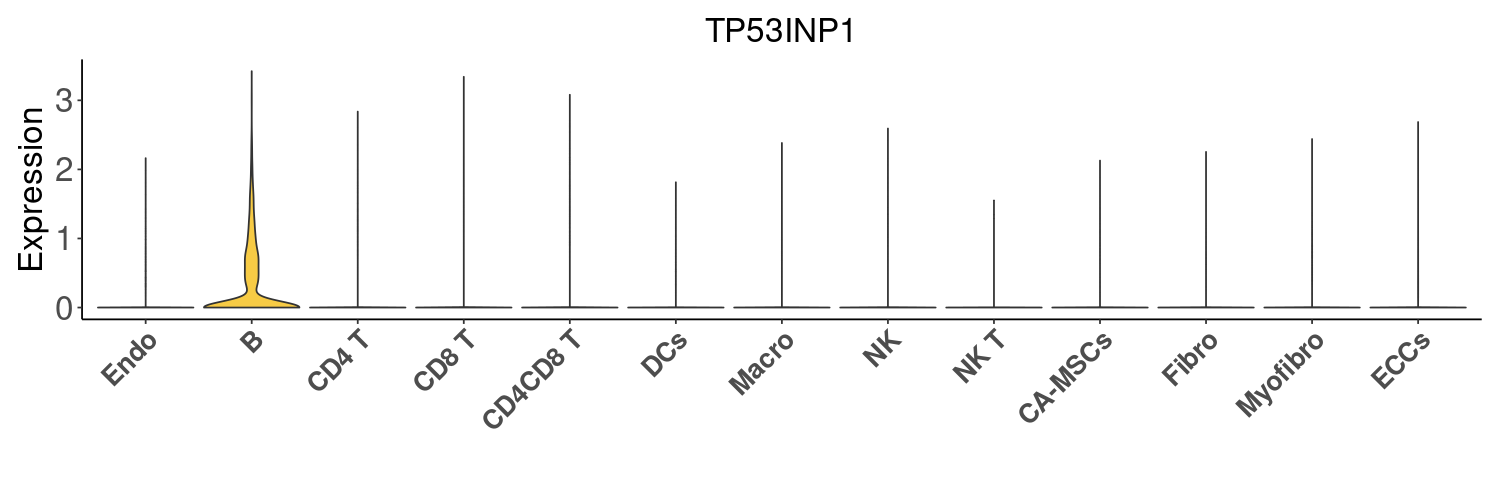 TP53INP1
Expression
3
2
1
0
Endo
B
CD4 T
CD8 T
CD4CD8 T
DCs
Macro
NK
NK T
CA-MSCs
Fibro
Myofibro
ECCs